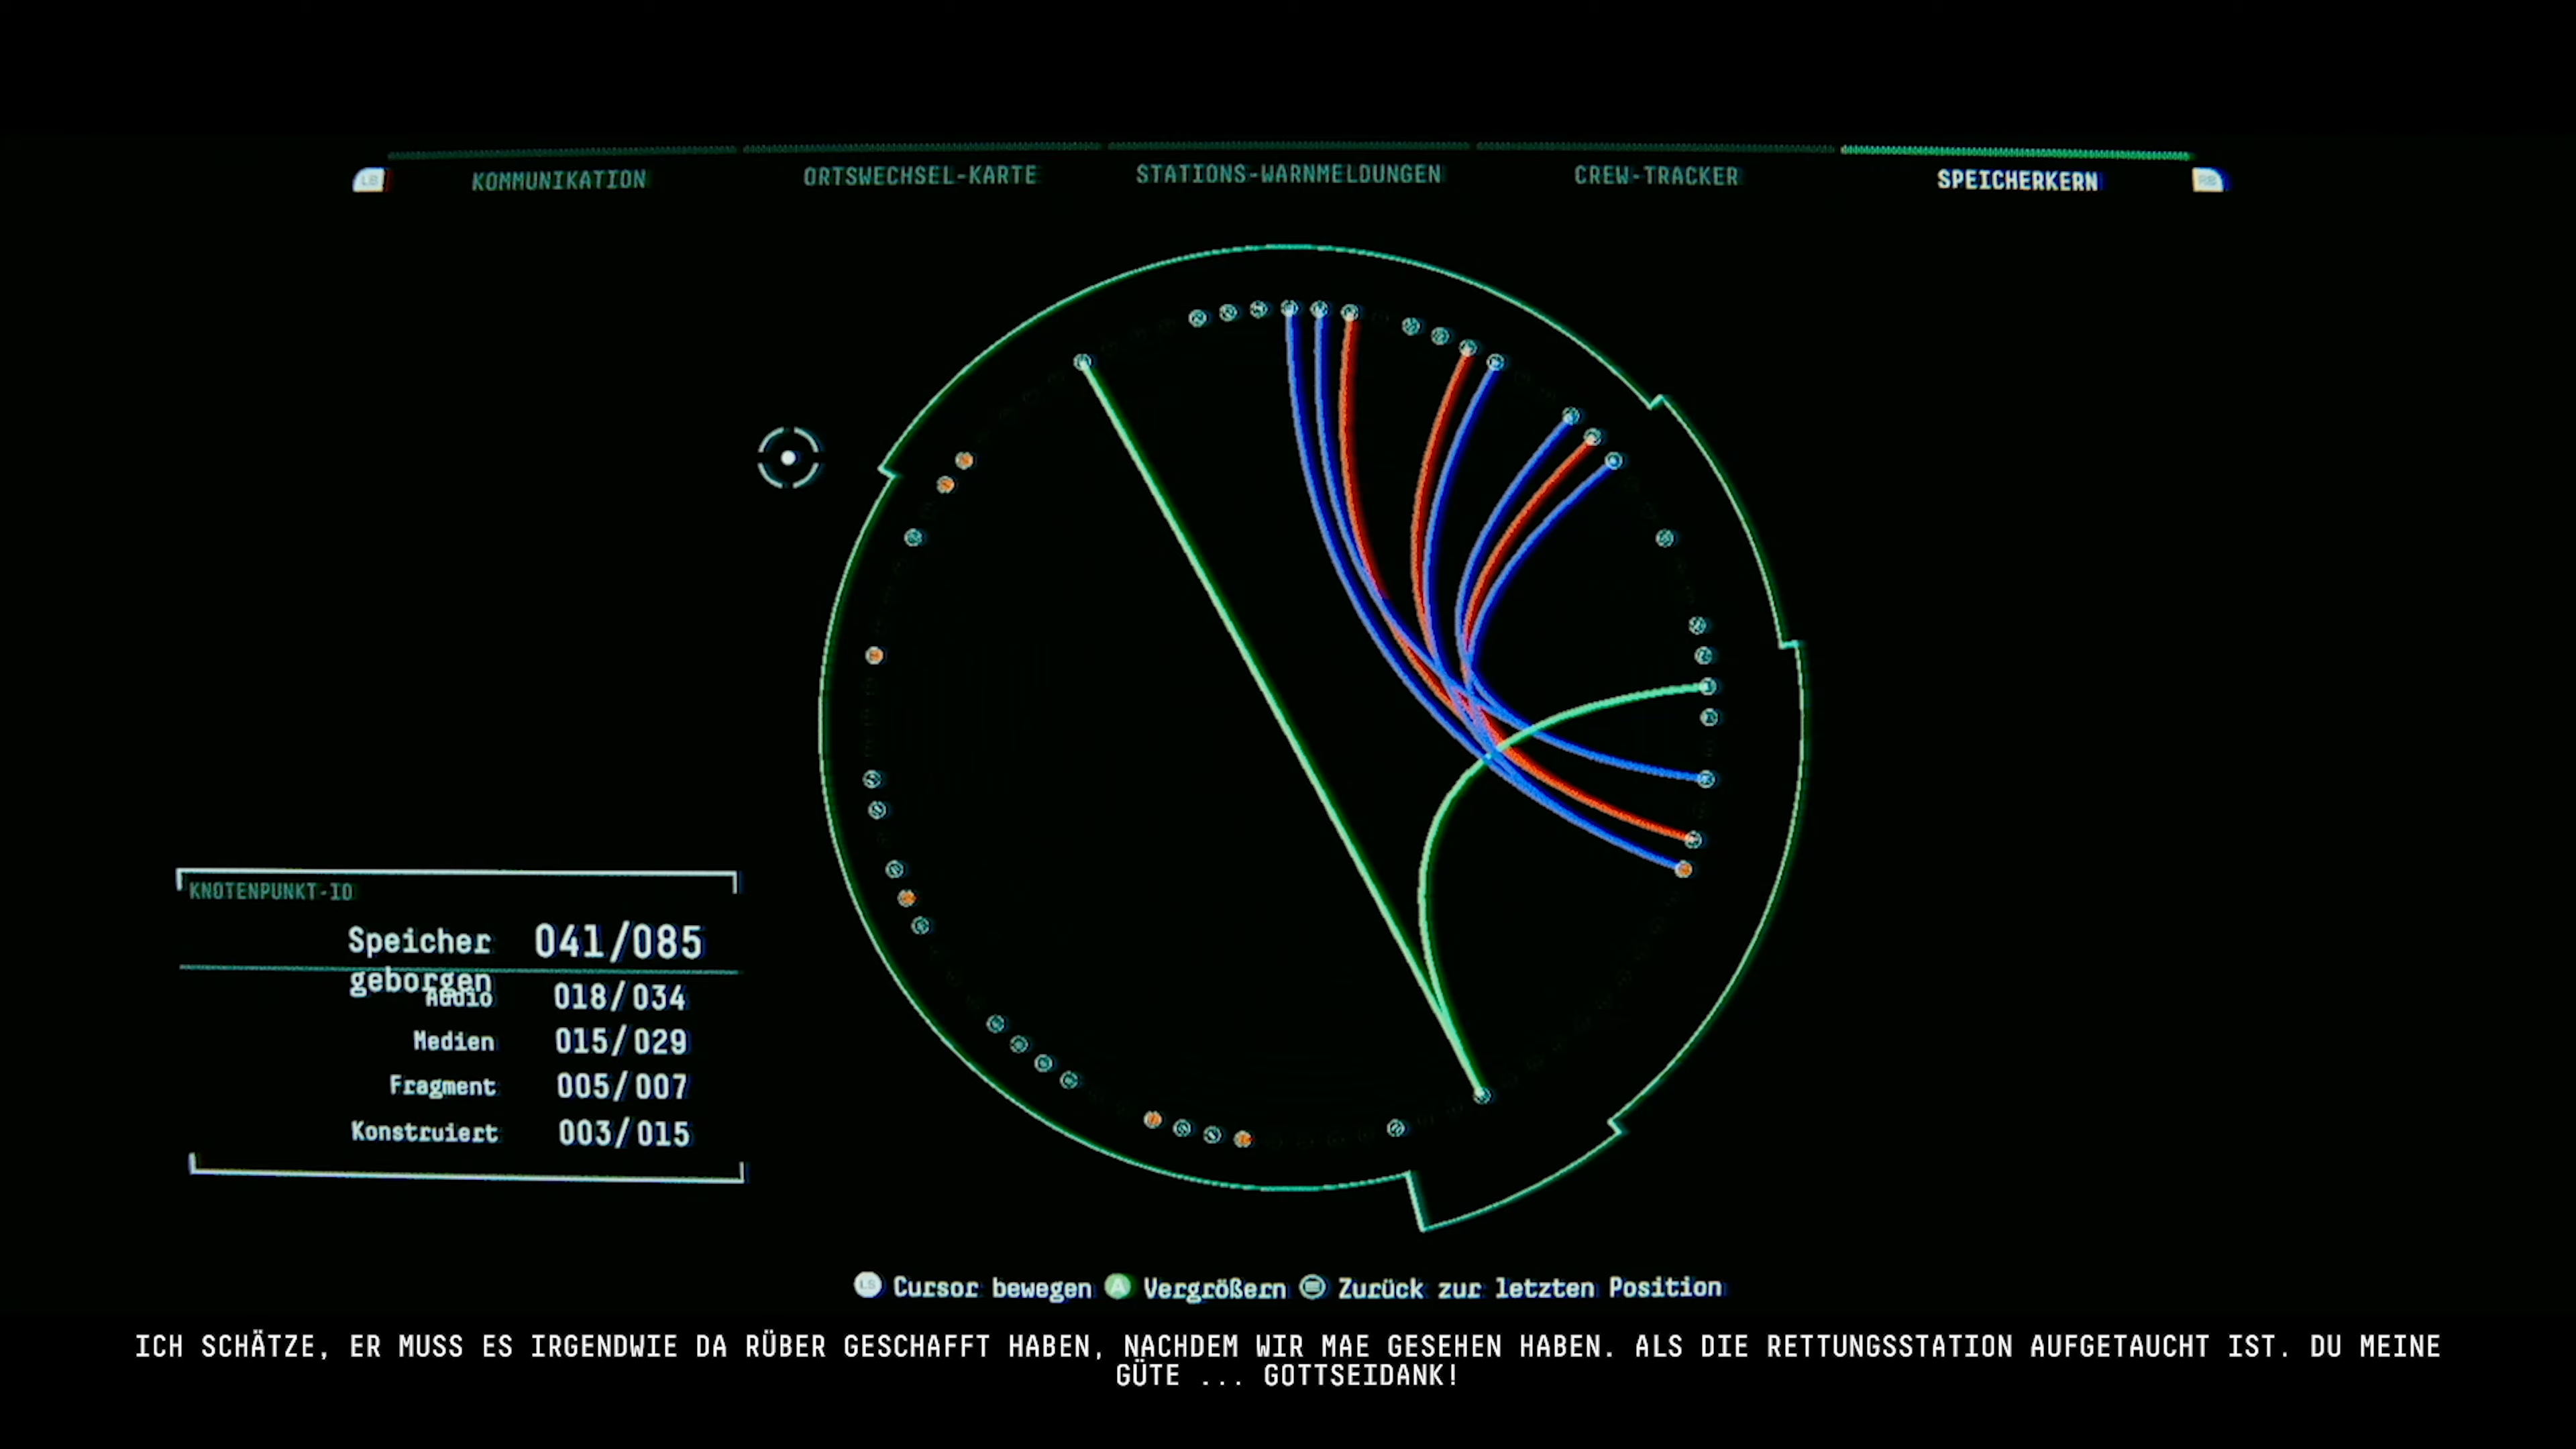 LB KOMMUNIKATION ORTSWECHSEL-KARTE STATIONS-WARNMELDUNGEN CREW-TRACKER SPEICHERKERN RB
KNOTENPUNKT-ID
Speicher geborgen 041/085
Audio 018/034
Medien 015/029
Fragment 005/007
Konstruiert 003/015
LS Cursor bewegen A Vergrößern Zurück zur letzten Position
ICH SCHÄTZE, ER MUSS ES IRGENDWIE DA RÜBER GESCHAFFT HABEN, NACHDEM WIR MAE GESEHEN HABEN. ALS DIE RETTUNGSSTATION AUFGETAUCHT IST. DU MEINE
GÜTE ... GOTTSEIDANK!